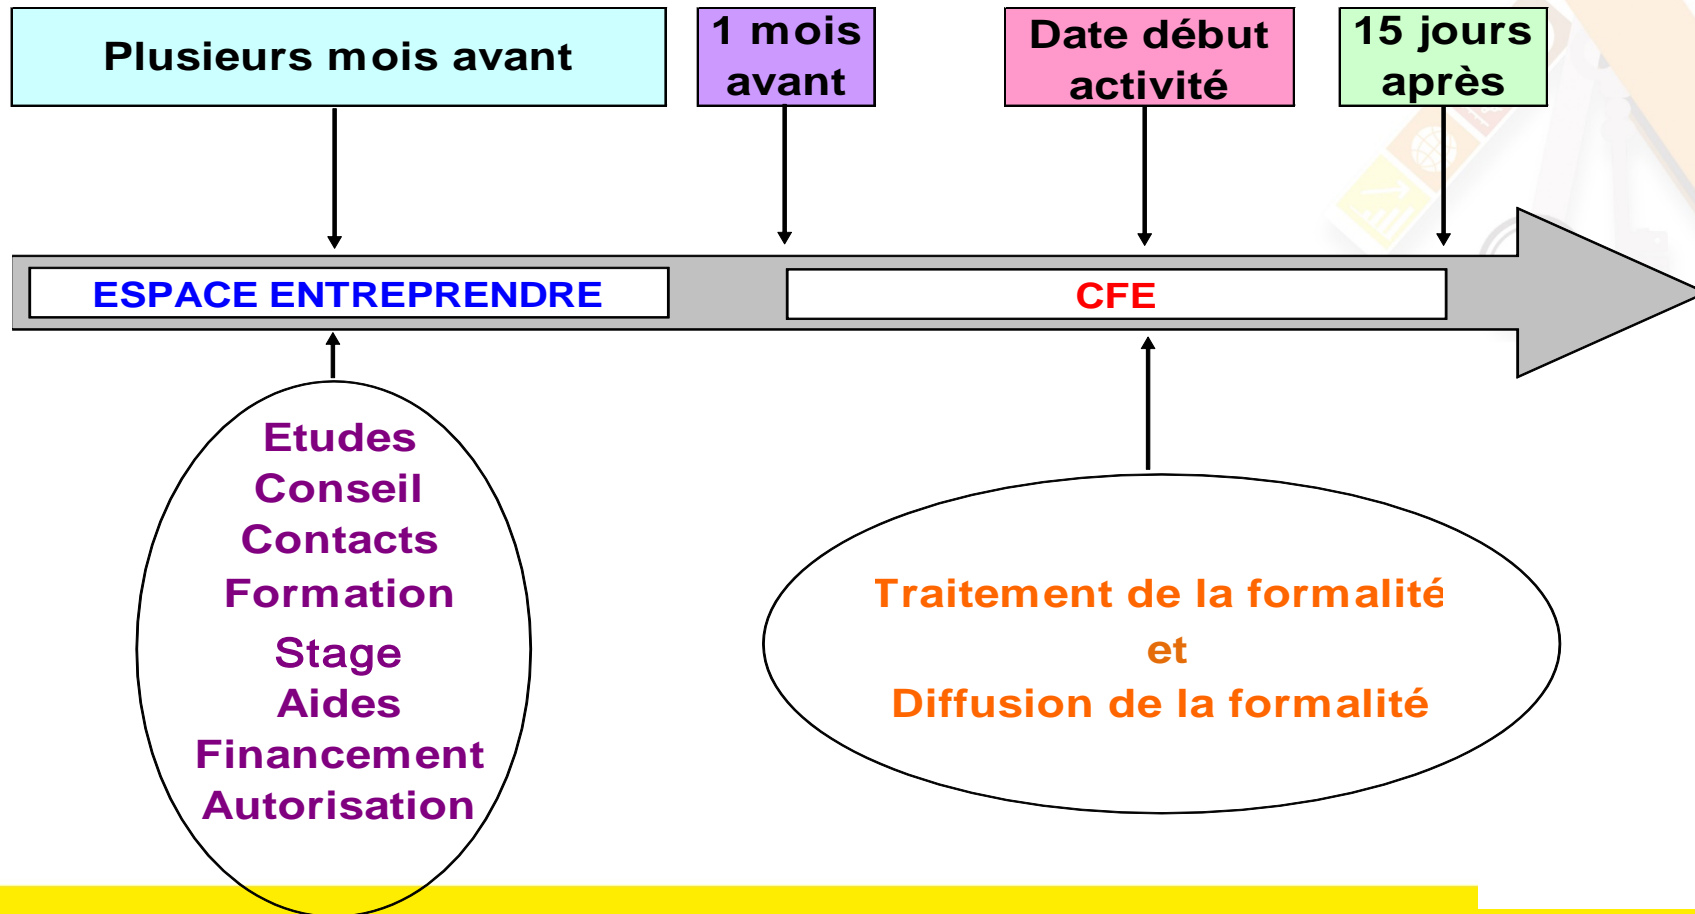 Plusieurs mois avant
1 mois
avant
Date début
activité
15 jours
après
ESPACE ENTREPRENDRE
CFE
Etudes
Conseil
Contacts
Formation
Stage
Aides
Financement
Autorisation
Traitement de la formalité
et
Diffusion de la formalité